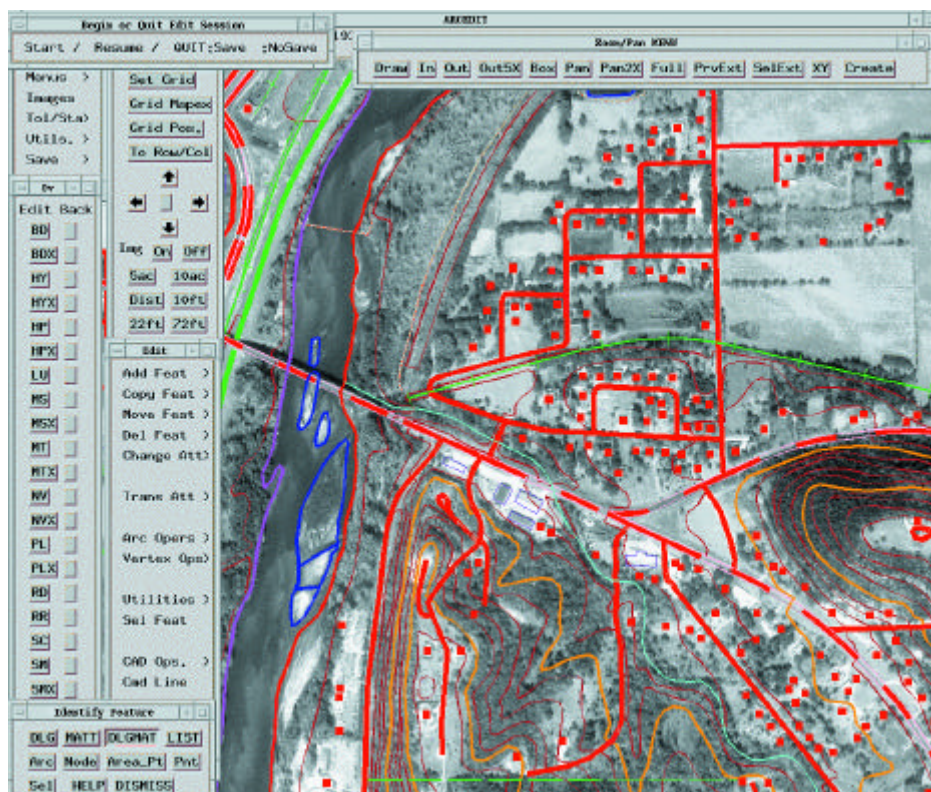 Begin or Quit Edit Session
Start / Resume / QUIT:Save :NoSave
ARCEDIT
Zoom/Pan MENU
Draw In Out Out5X Box Pan Pan2X Full PrvExt SelExt XY Create
Menus >
Images
Tol/Stm>
Utils. >
Save >
Set Grid
Grid Mapex
Grid Pos.
To Row/Col
Img On Off
5ac 10ac
Dist 10ft
22ft 72ft
Edit Back
BD
BDX
HY
HYX
HP
HPX
LU
MS
MSX
MT
MTX
NV
NVX
PL
PLX
RD
RR
SC
SM
SMX
Edit
Add Feat >
Copy Feat >
Move Feat >
Del Feat >
Change Att>
Trans Att >
Arc Opers >
Vertex Ops>
Utilities >
Sel Feat
CAD Ops. >
Cmd Line
Identify Feature
DLG MATT DLGMAT LIST
Arc Node Area_Pt Pnt
Sel HELP DISMISS